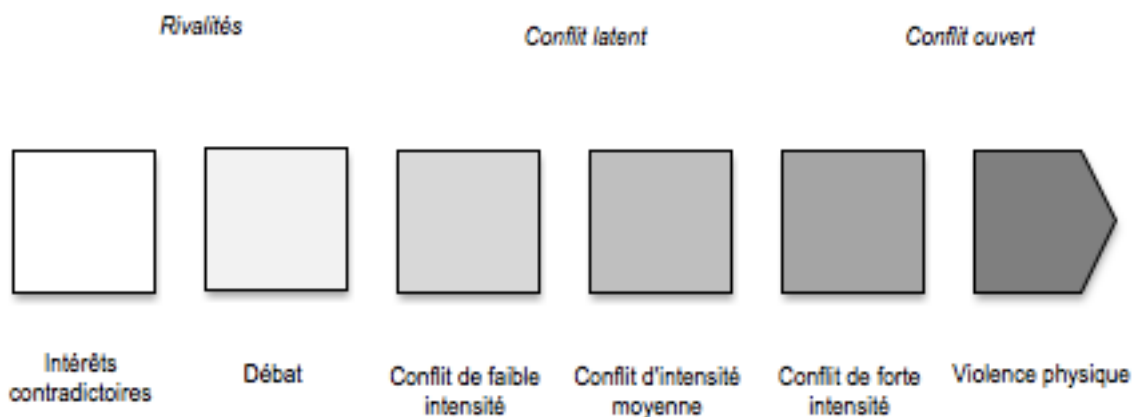 Rivalités
Conflit latent
Conflit ouvert
Intérêts
contradictoires
Débat
Conflit de faible
intensité
Conflit d'intensité
moyenne
Conflit de forte
intensité
Violence physique